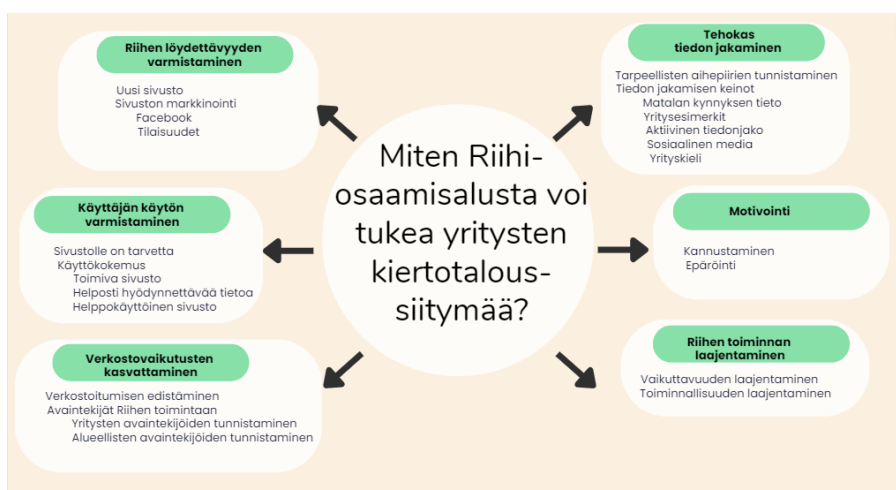 Riihen löydettävyyden
varmistaminen
Uusi sivusto
Sivuston markkinointi
Facebook
Tilaisuudet
Käyttäjän käytön
varmistaminen
Sivustolle on tarvetta
Käyttökokemus
Toimiva sivusto
Helposti hyödynnettävää tietoa
Helppokäyttöinen sivusto
Verkostovaikutusten
kasvattaminen
Verkostoitumisen edistäminen
Avaintekijät Riihen toimintaan
Yritysten avaintekijöiden tunnistaminen
Alueellisten avaintekijöiden tunnistaminen
Miten Riihi-
osaamisalusta voi
tukea yritysten
kiertotalous-
siitymää?
Tehokas
tiedon jakaminen
Tarpeellisten aihepiirien tunnistaminen
Tiedon jakamisen keinot
Matalan kynnyksen tieto
Yritysesimerkit
Aktiivinen tiedonjako
Sosiaalinen media
Yrityskieli
Motivointi
Kannustaminen
Epäröinti
Riihen toiminnan
laajentaminen
Vaikuttavuuden laajentaminen
Toiminnallisuuden laajentaminen